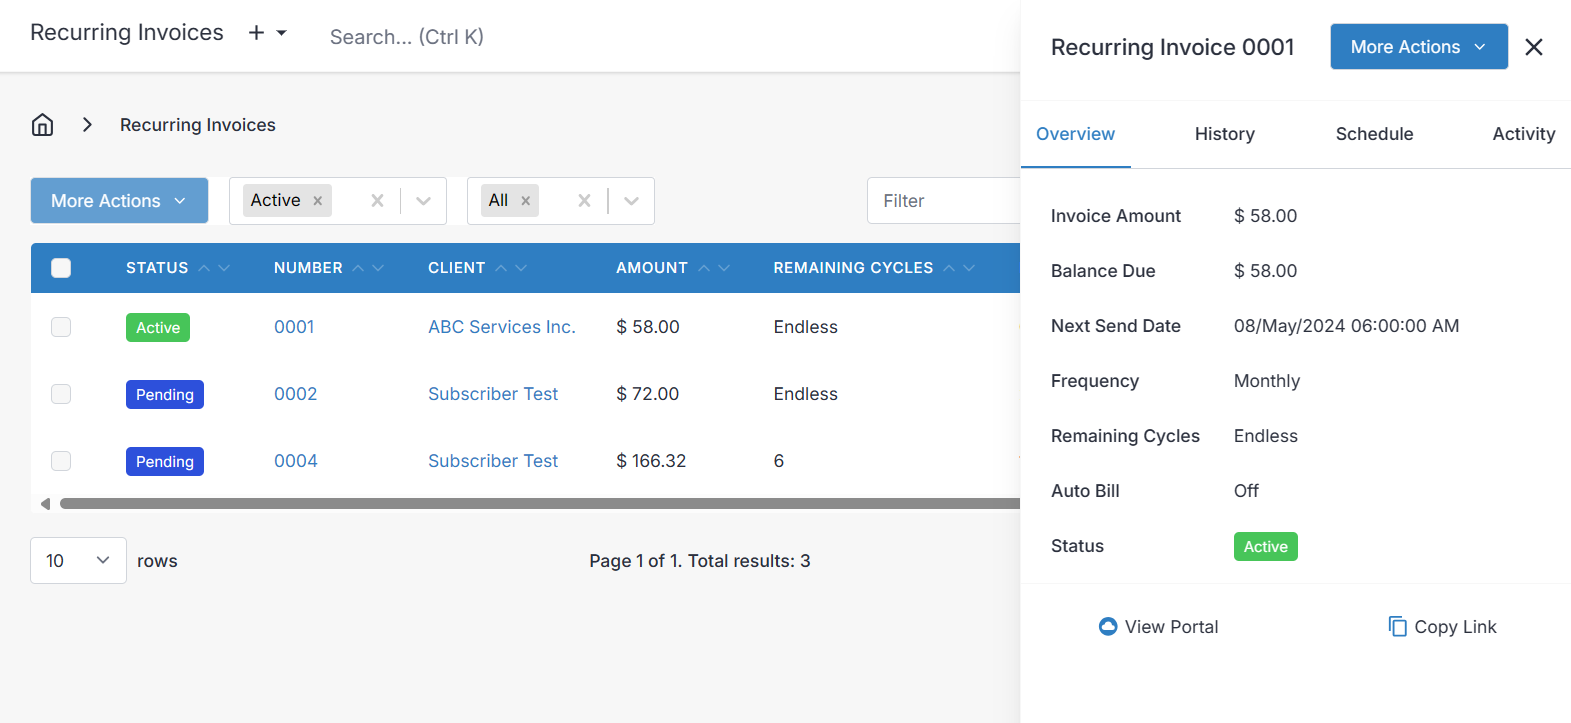 Recurring Invoices
Search... (Ctrl K)
Recurring Invoices
More Actions
Active
All
Filter
STATUS NUMBER CLIENT AMOUNT REMAINING CYCLES
Active 0001 ABC Services Inc. $ 58.00 Endless
Pending 0002 Subscriber Test $ 72.00 Endless
Pending 0004 Subscriber Test $ 166.32 6
10 rows
Page 1 of 1. Total results: 3
Recurring Invoice 0001
More Actions
Overview History Schedule Activity
Invoice Amount $ 58.00
Balance Due $ 58.00
Next Send Date 08/May/2024 06:00:00 AM
Frequency Monthly
Remaining Cycles Endless
Auto Bill Off
Status Active
View Portal Copy Link